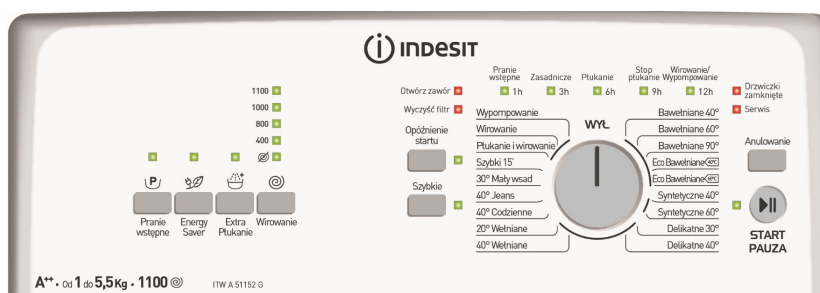 indesit
1100
1000
800
400
P
Pranie
wstępne
Energy
Saver
Extra
Płukanie
Wirowanie
A++ • Od 1 do 5,5 Kg • 1100
ITW A 51152 G
Otwórz zawór
Wyczyść filtr
Pranie
wstępne
Zasadnicze
Płukanie
Stop
płukanie
Wirowanie/
Wypompowanie
1h
3h
6h
9h
12h
Drzwiczki
zamknięte
Serwis
Opóźnienie
startu
Szybkie
Wypompowanie
Wirowanie
Płukanie i wirowanie
Szybki 15'
30° Mały wsad
40° Jeans
40° Codzienne
20° Wełniane
40° Wełniane
WYŁ
Bawełniane 40°
Bawełniane 60°
Bawełniane 90°
Eco Bawełniane
Eco Bawełniane
Syntetyczne 40°
Syntetyczne 60°
Delikatne 30°
Delikatne 40°
Anulowanie
START
PAUZA